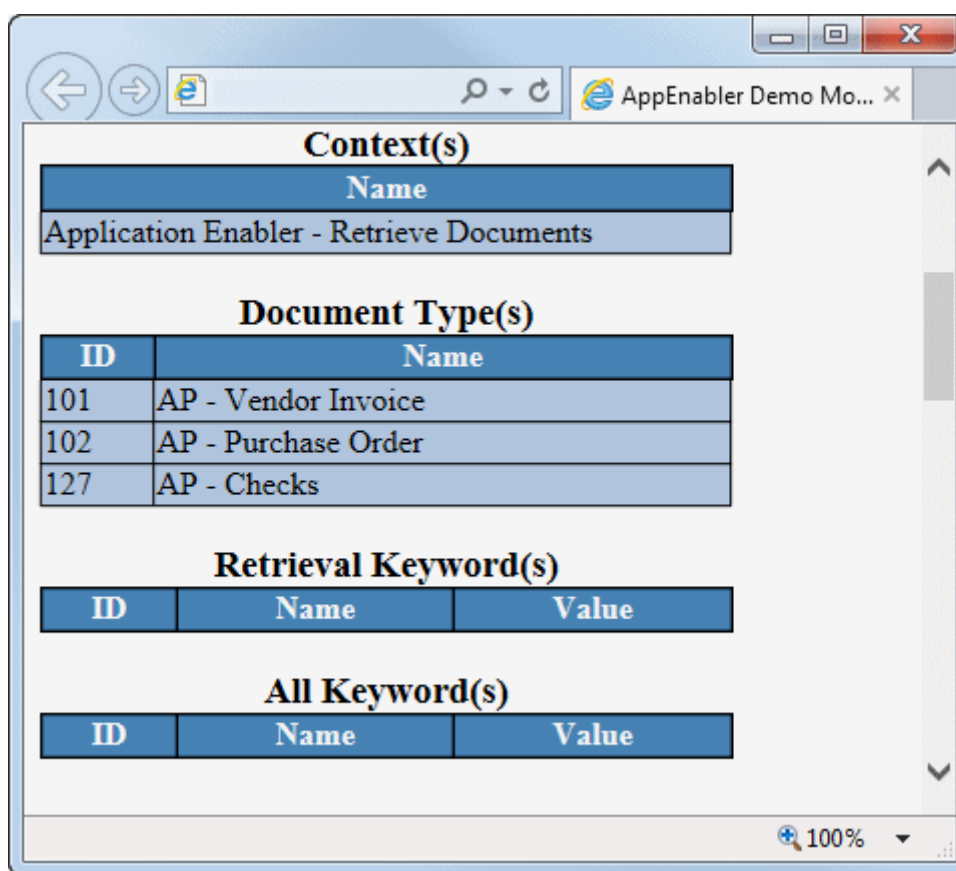 AppEnabler Demo Mo...
Context(s)
Name
Application Enabler - Retrieve Documents
Document Type(s)
ID Name
101 AP - Vendor Invoice
102 AP - Purchase Order
127 AP - Checks
Retrieval Keyword(s)
ID Name Value
All Keyword(s)
ID Name Value
100%